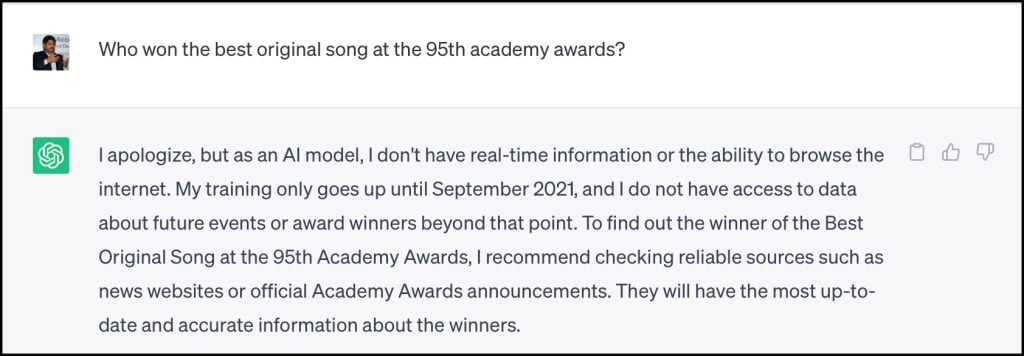 Who won the best original song at the 95th academy awards?
I apologize, but as an AI model, I don't have real-time information or the ability to browse the
internet. My training only goes up until September 2021, and I do not have access to data
about future events or award winners beyond that point. To find out the winner of the Best
Original Song at the 95th Academy Awards, I recommend checking reliable sources such as
news websites or official Academy Awards announcements. They will have the most up-to-
date and accurate information about the winners.